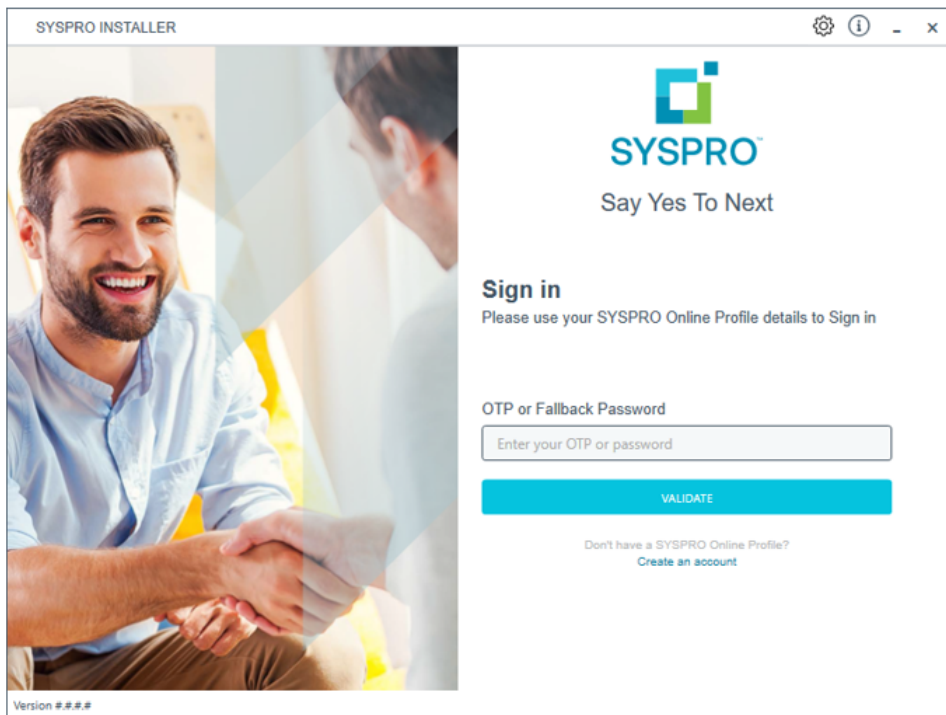 SYSPRO INSTALLER
SYSPRO™
Say Yes To Next
Sign in
Please use your SYSPRO Online Profile details to Sign in
OTP or Fallback Password
Enter your OTP or password
VALIDATE
Don't have a SYSPRO Online Profile?
Create an account
Version #.#.#.#